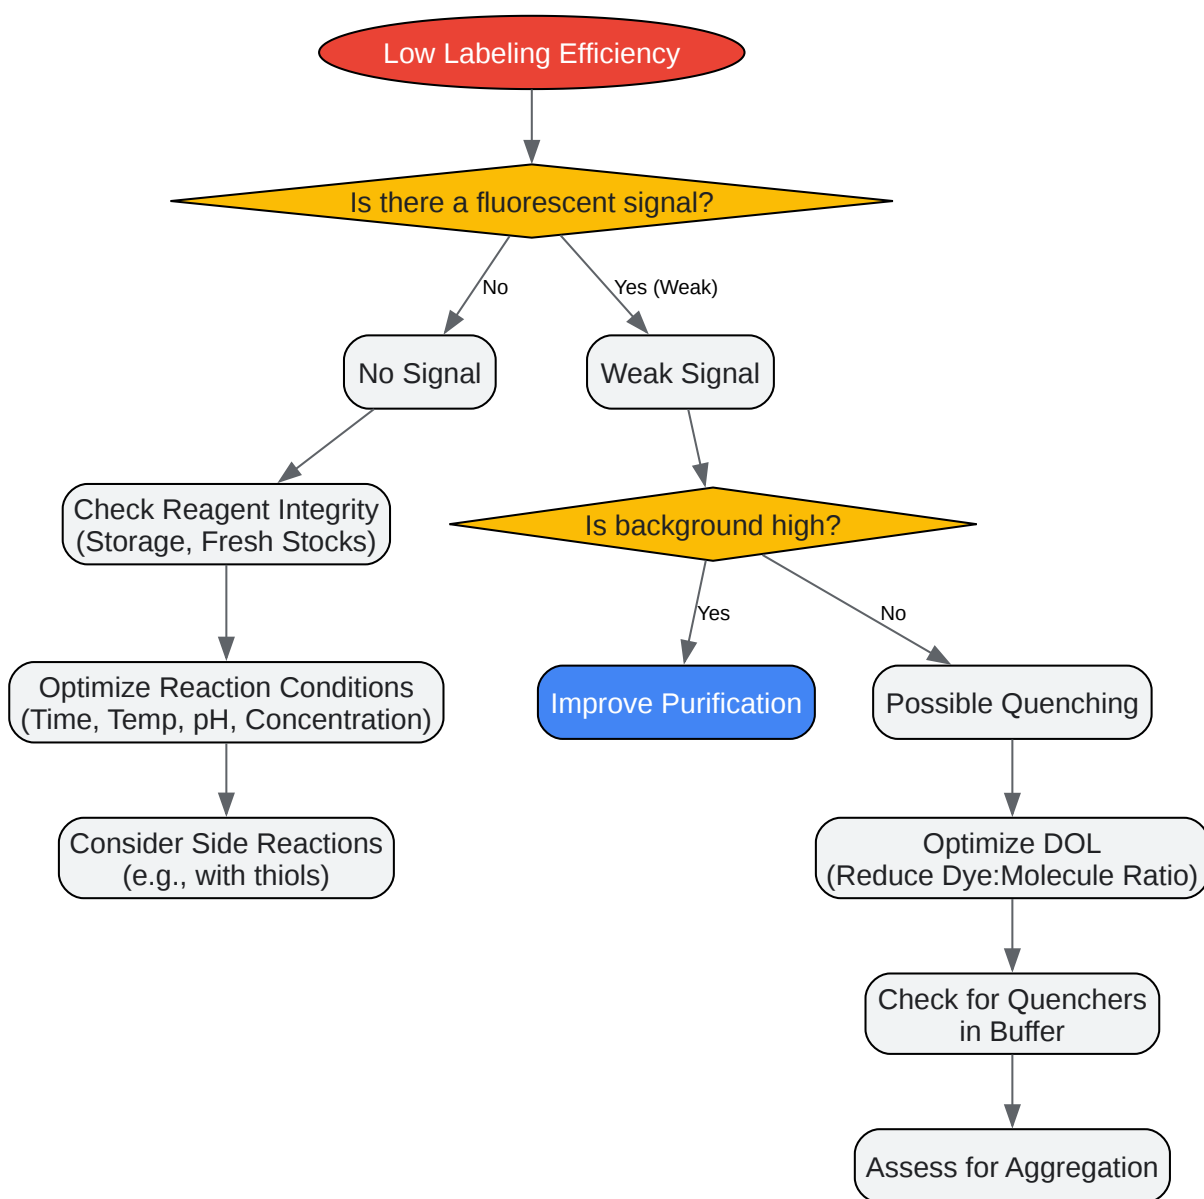 Low Labeling Efficiency
Is there a fluorescent signal?
No
Yes (Weak)
No Signal
Weak Signal
Check Reagent Integrity
(Storage, Fresh Stocks)
Is background high?
Yes
No
Optimize Reaction Conditions
(Time, Temp, pH, Concentration)
Improve Purification
Possible Quenching
Consider Side Reactions
(e.g., with thiols)
Optimize DOL
(Reduce Dye:Molecule Ratio)
Check for Quenchers
in Buffer
Assess for Aggregation